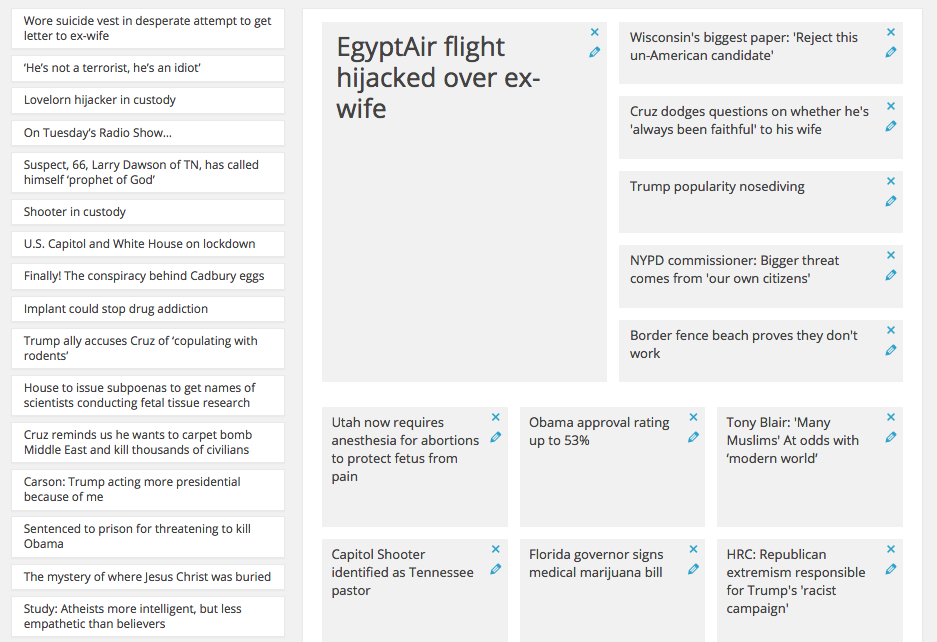 Wore suicide vest in desperate attempt to get
letter to ex-wife
‘He’s not a terrorist, he’s an idiot’
Lovelorn hijacker in custody
On Tuesday’s Radio Show...
Suspect, 66, Larry Dawson of TN, has called
himself ‘prophet of God’
Shooter in custody
U.S. Capitol and White House on lockdown
Finally! The conspiracy behind Cadbury eggs
Implant could stop drug addiction
Trump ally accuses Cruz of ‘copulating with
rodents’
House to issue subpoenas to get names of
scientists conducting fetal tissue research
Cruz reminds us he wants to carpet bomb
Middle East and kill thousands of civilians
Carson: Trump acting more presidential
because of me
Sentenced to prison for threatening to kill
Obama
The mystery of where Jesus Christ was buried
Study: Atheists more intelligent, but less
empathetic than believers
EgyptAir flight
hijacked over ex-
wife
Wisconsin's biggest paper: 'Reject this
un-American candidate'
Cruz dodges questions on whether he's
'always been faithful' to his wife
Trump popularity nosediving
NYPD commissioner: Bigger threat
comes from 'our own citizens'
Border fence beach proves they don't
work
Utah now requires
anesthesia for abortions
to protect fetus from
pain
Obama approval rating
up to 53%
Tony Blair: 'Many
Muslims' At odds with
‘modern world’
Capitol Shooter
identified as Tennessee
pastor
Florida governor signs
medical marijuana bill
HRC: Republican
extremism responsible
for Trump's 'racist
campaign'